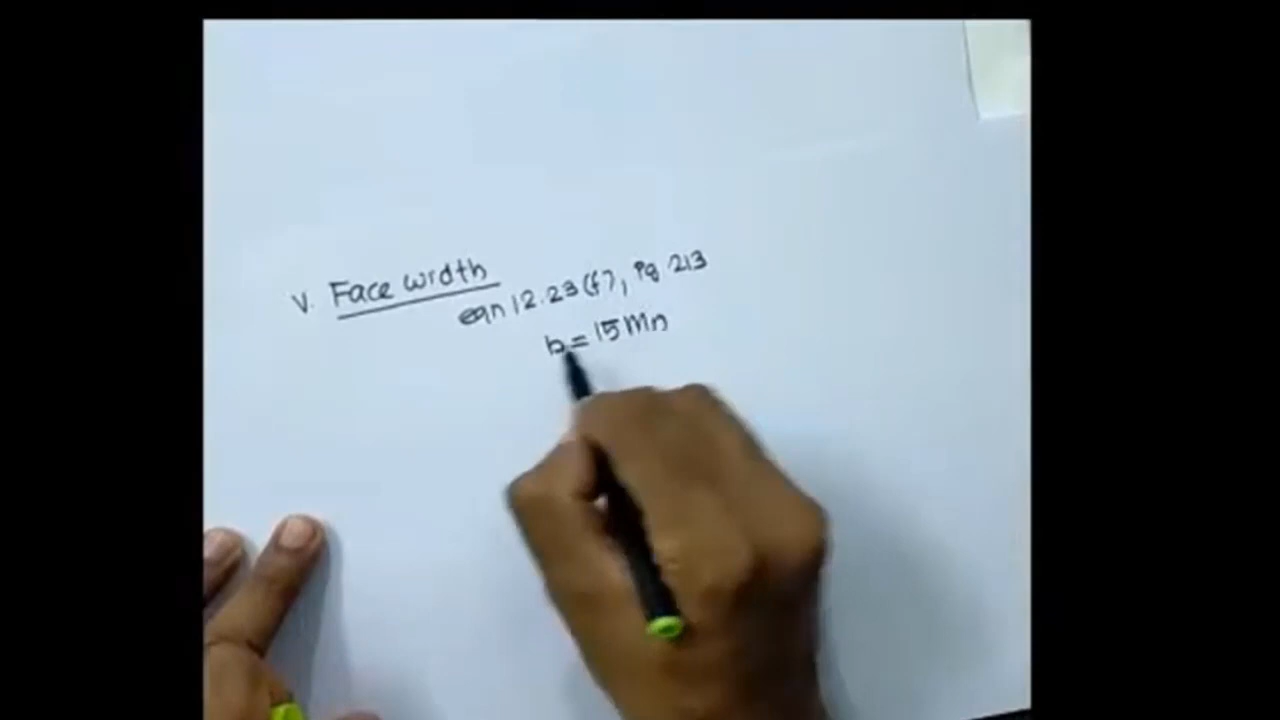 V. Face width
eqn 12.23 (f), Pg 213
b = 15 Mn